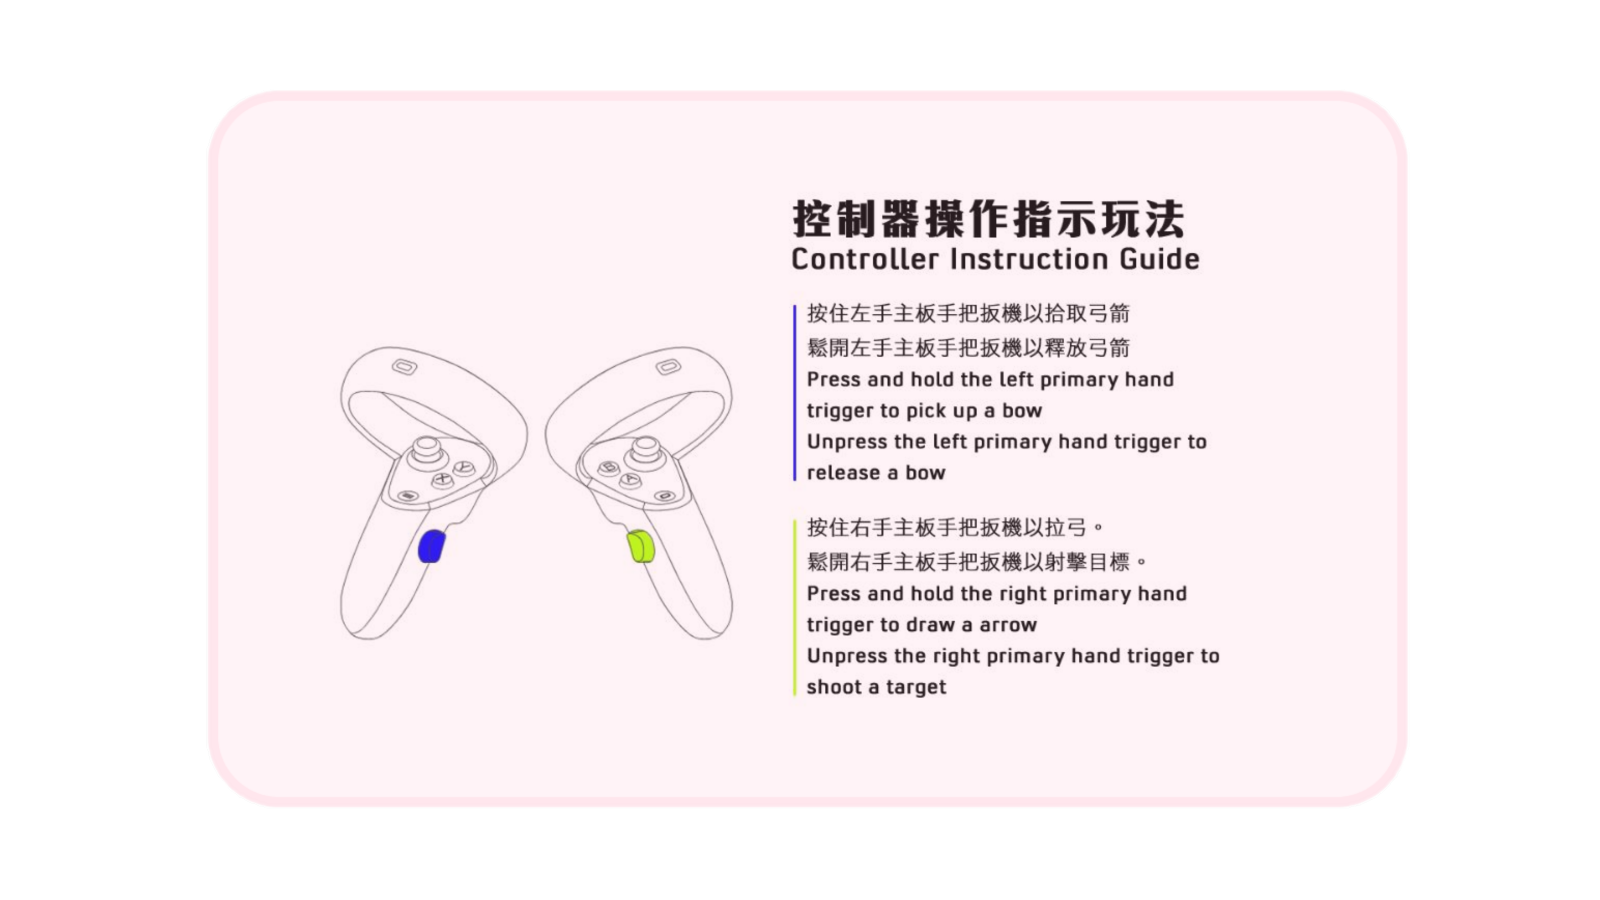 控制器操作指示玩法
Controller Instruction Guide
按住左手主板手把扳機以拾取弓箭
鬆開左手主板手把扳機以釋放弓箭
Press and hold the left primary hand
trigger to pick up a bow
Unpress the left primary hand trigger to
release a bow
按住右手主板手把扳機以拉弓。
鬆開右手主板手把扳機以射擊目標。
Press and hold the right primary hand
trigger to draw a arrow
Unpress the right primary hand trigger to
shoot a target
Y
X
B
A